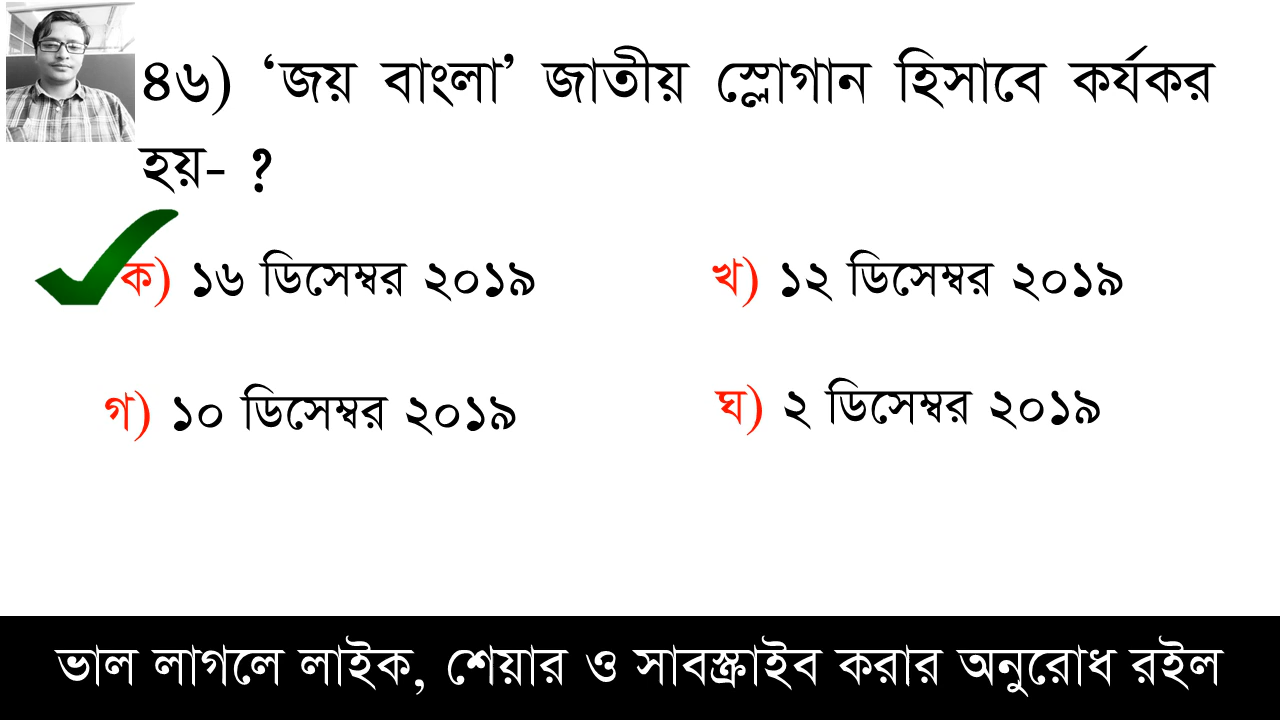 ৪৬) ‘জয় বাংলা’ জাতীয় স্লোগান হিসাবে কর্যকর
হয়- ?
ক) ১৬ ডিসেম্বর ২০১৯
খ) ১২ ডিসেম্বর ২০১৯
গ) ১০ ডিসেম্বর ২০১৯
ঘ) ২ ডিসেম্বর ২০১৯
ভাল লাগলে লাইক, শেয়ার ও সাবস্ক্রাইব করার অনুরোধ রইল